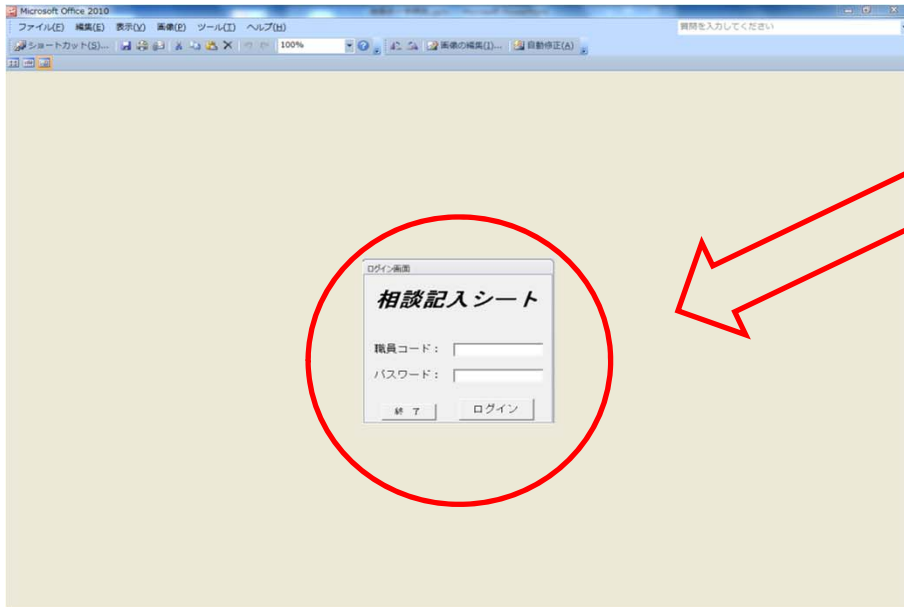 Microsoft Office 2010
ファイル(F) 編集(E) 表示(V) 画像(P) ツール(T) ヘルプ(H)
質問を入力してください
ショートカット(S)... 100% 画像の編集(I)... 自動修正(A)
ログイン画面
相談記入シート
職員コード：
パスワード：
終 了 ログイン